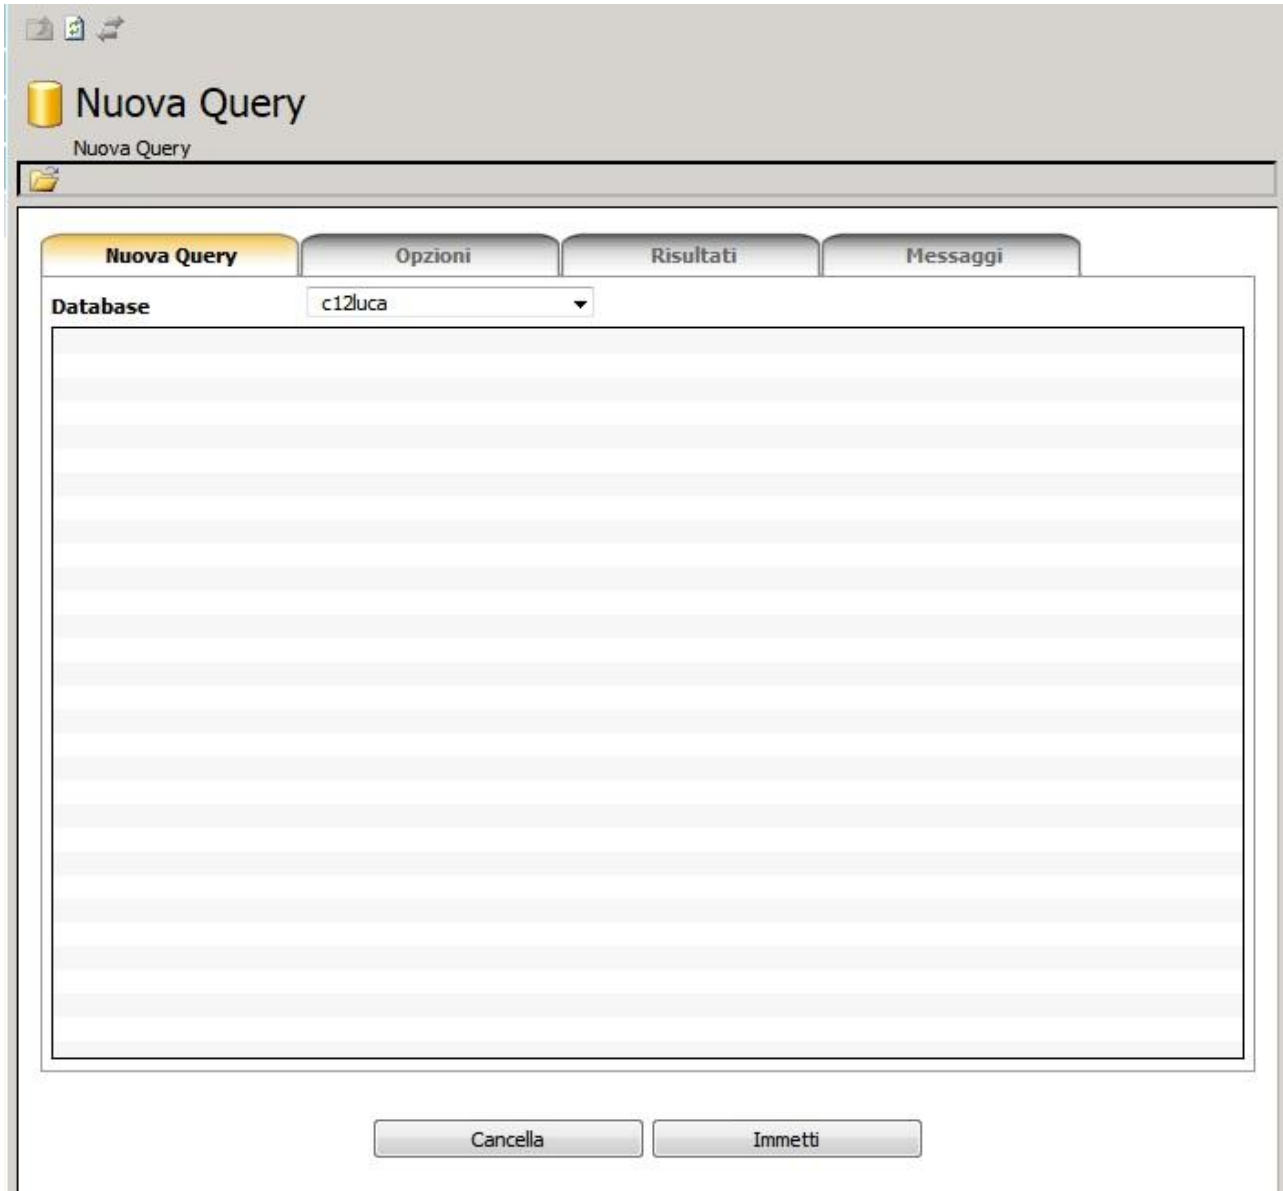 Nuova Query
Nuova Query
Nuova Query Opzioni Risultati Messaggi
Database c12luca
Cancella Immetti